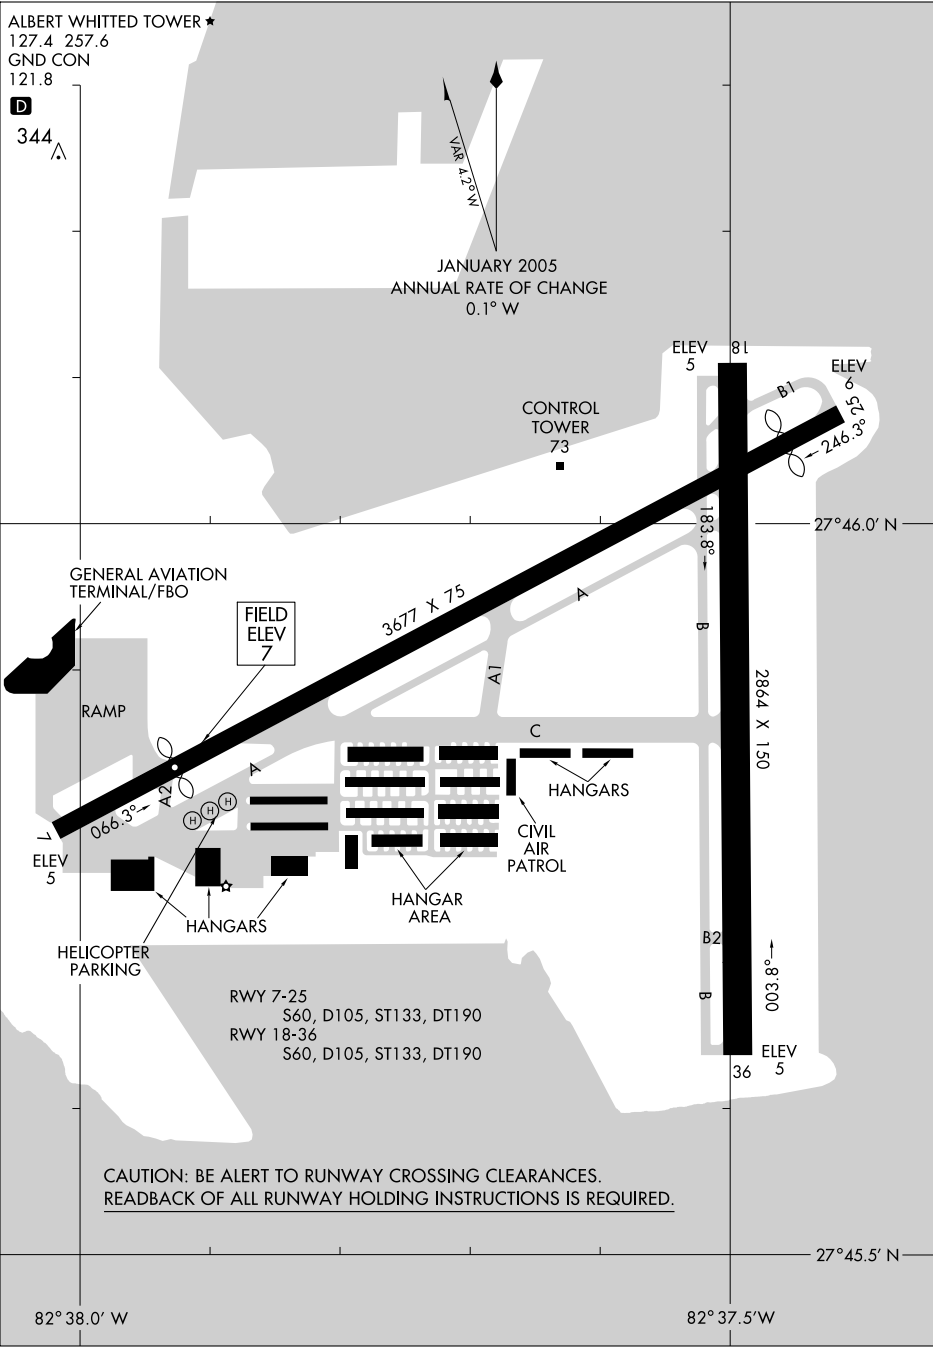 ALBERT WHITTED TOWER ★
127.4 257.6
GND CON
121.8
D
344
VAR 4.2° W
JANUARY 2005
ANNUAL RATE OF CHANGE
0.1° W
ELEV
5
18
ELEV
6
B1
25
246.3°
CONTROL
TOWER
73
183.8°
27°46.0' N
GENERAL AVIATION
TERMINAL/FBO
FIELD
ELEV
7
3677 X 75
A
B
A1
2864 X 150
RAMP
C
A
A2
HANGARS
066.3°
H
H
H
7
ELEV
5
CIVIL
AIR
PATROL
HANGAR
AREA
HANGARS
HELICOPTER
PARKING
B2
B
003.8°
RWY 7-25
S60, D105, ST133, DT190
RWY 18-36
S60, D105, ST133, DT190
36
ELEV
5
CAUTION: BE ALERT TO RUNWAY CROSSING CLEARANCES.
READBACK OF ALL RUNWAY HOLDING INSTRUCTIONS IS REQUIRED.
27°45.5' N
82°38.0' W
82°37.5'W